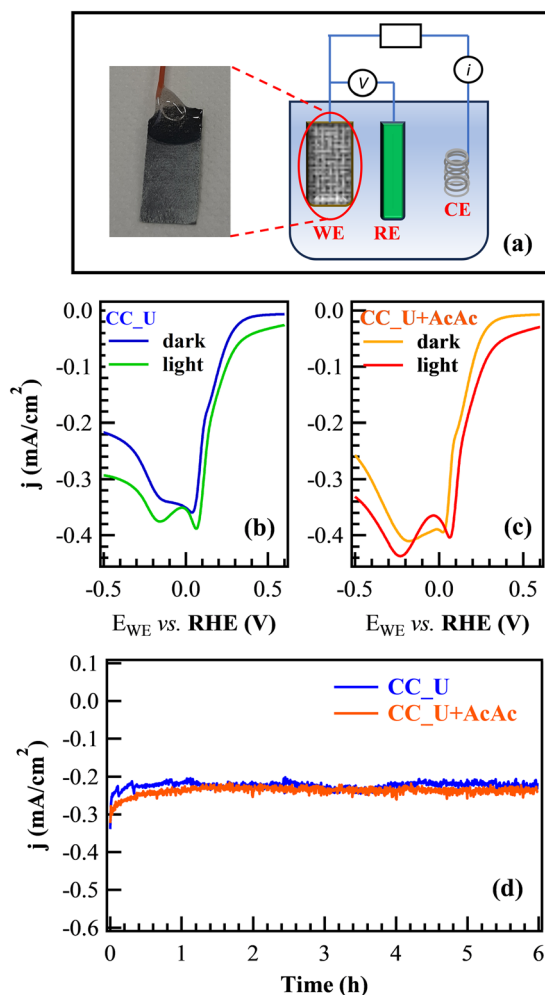 V
i
WE
RE
CE
(a)
CC_U
dark
light
(b)
0.0
-0.1
-0.2
-0.3
-0.4
j (mA/cm2)
-0.5
0.0
0.5
EWE vs. RHE (V)
CC_U+AcAc
dark
light
(c)
-0.5
0.0
0.5
EWE vs. RHE (V)
0.1
0.0
-0.1
-0.2
-0.3
-0.4
-0.5
-0.6
j (mA/cm2)
CC_U
CC_U+AcAc
(d)
0
1
2
3
4
5
6
Time (h)